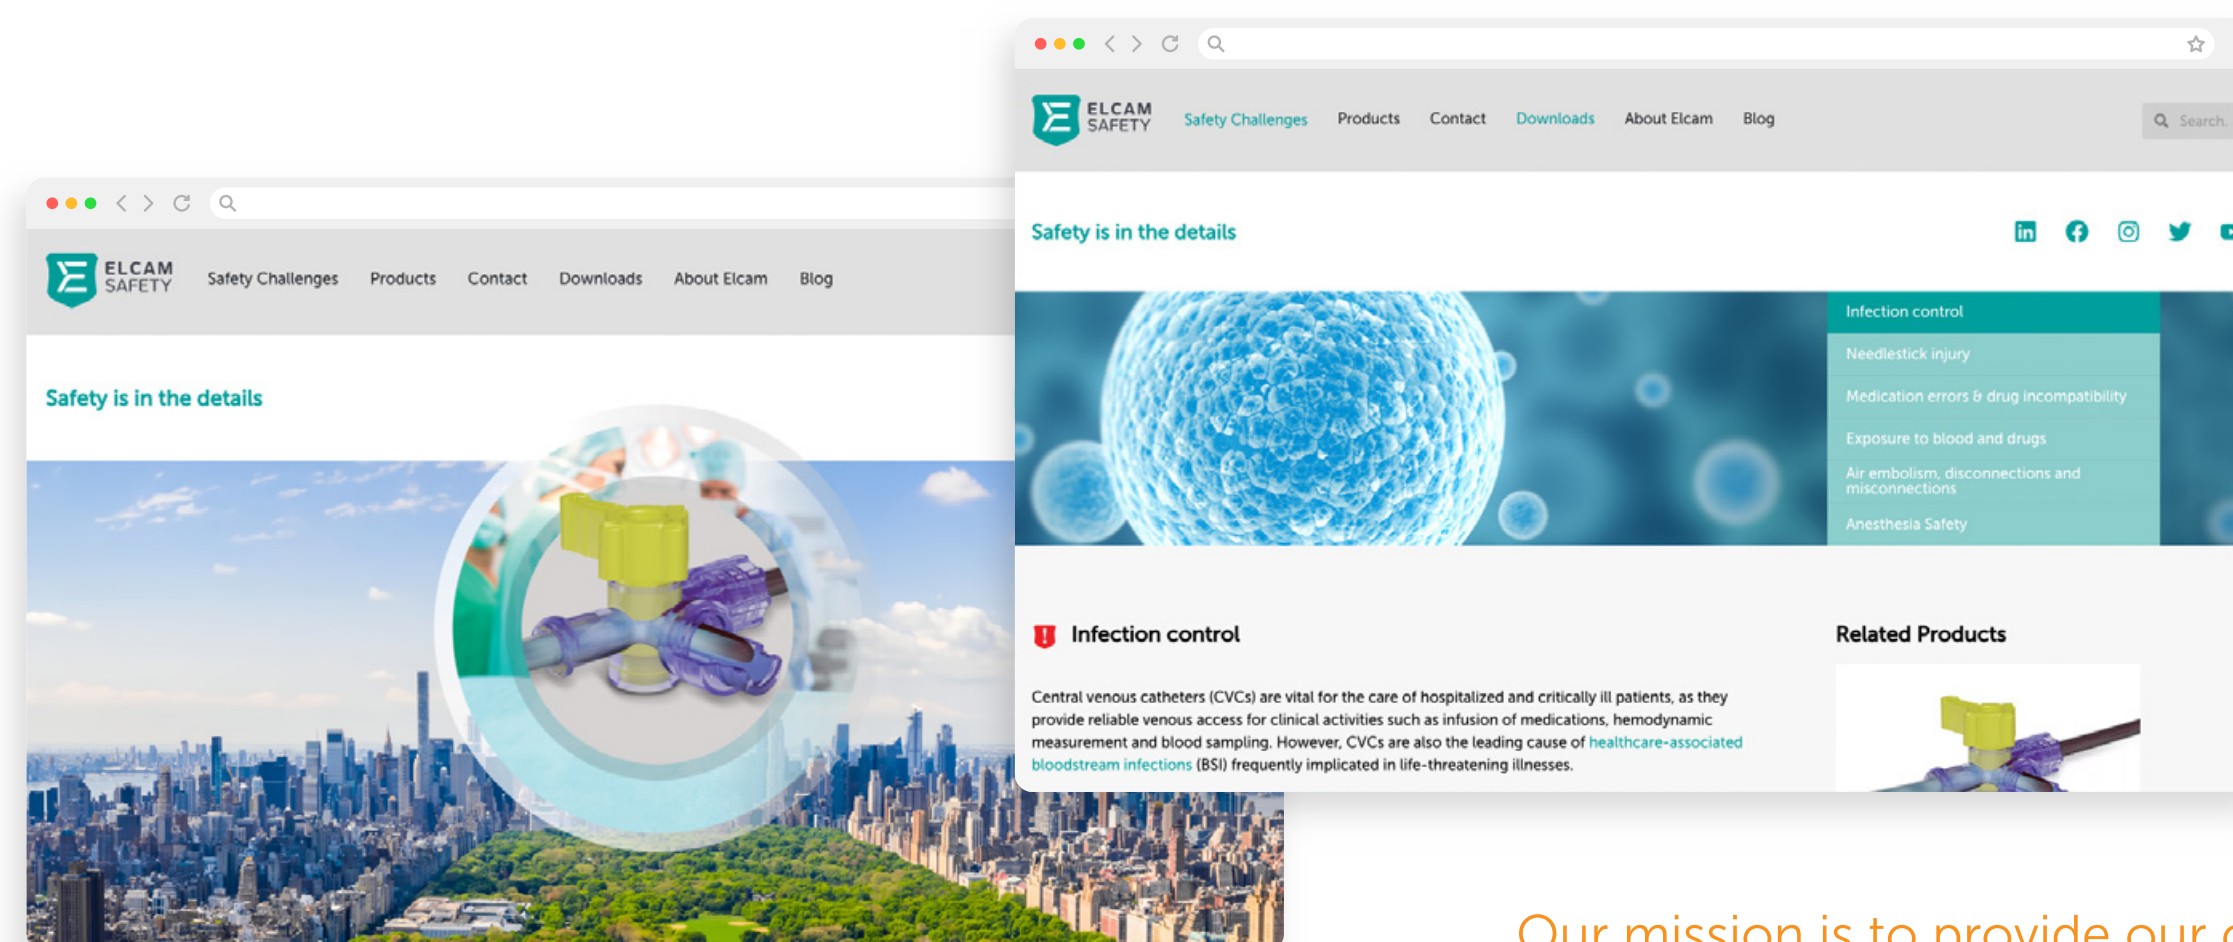 ELCAM
SAFETY
Safety Challenges
Products
Contact
Downloads
About Elcam
Blog
Safety is in the details
ELCAM
SAFETY
Safety Challenges
Products
Contact
Downloads
About Elcam
Blog
Search.
Safety is in the details
Infection control
Needlestick injury
Medication errors & drug incompatibility
Exposure to blood and drugs
Air embolism, disconnections and
misconnections
Anesthesia Safety
Infection control
Central venous catheters (CVCs) are vital for the care of hospitalized and critically ill patients, as they
provide reliable venous access for clinical activities such as infusion of medications, hemodynamic
measurement and blood sampling. However, CVCs are also the leading cause of healthcare-associated
bloodstream infections (BSI) frequently implicated in life-threatening illnesses.
Related Products
Our mission is to provide our